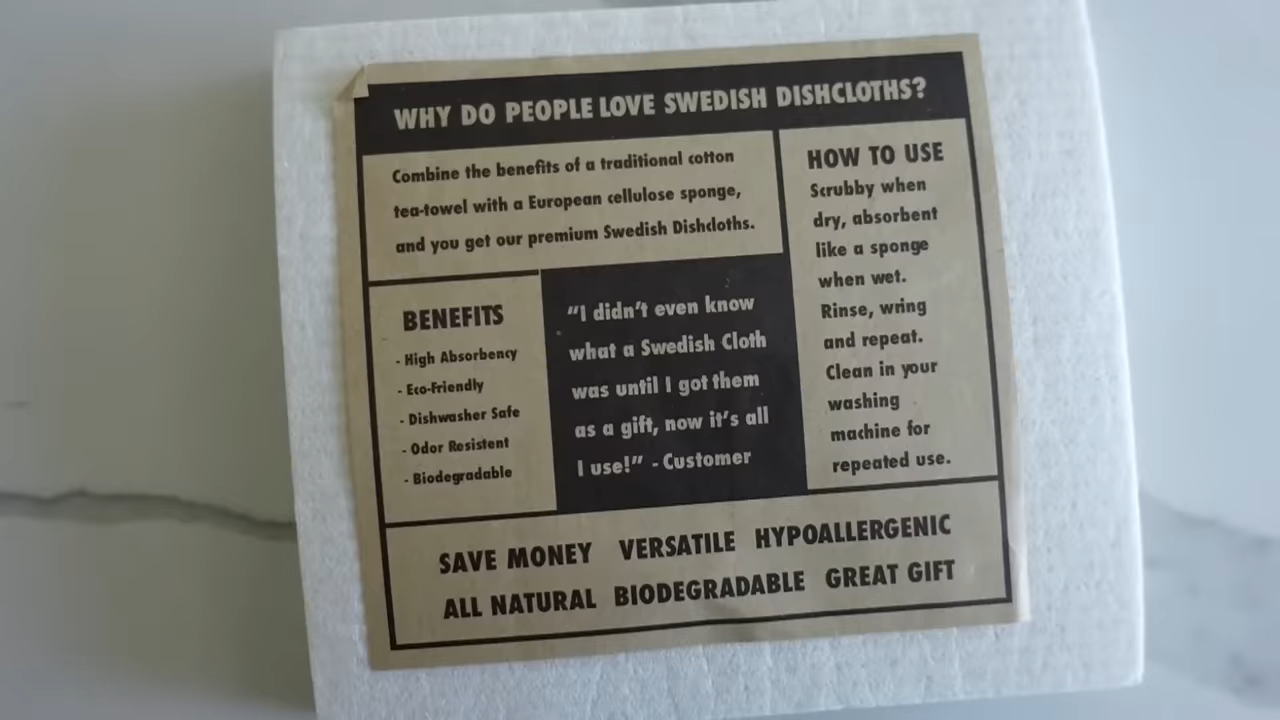 WHY DO PEOPLE LOVE SWEDISH DISHCLOTHS?
Combine the benefits of a traditional cotton
tea-towel with a European cellulose sponge,
and you get our premium Swedish Dishcloths.
BENEFITS
- High Absorbency
- Eco-Friendly
- Dishwasher Safe
- Odor Resistent
- Biodegradable
"I didn't even know
what a Swedish Cloth
was until I got them
as a gift, now it's all
I use!" - Customer
HOW TO USE
Scrubby when
dry, absorbent
like a sponge
when wet.
Rinse, wring
and repeat.
Clean in your
washing
machine for
repeated use.
SAVE MONEY VERSATILE HYPOALLERGENIC
ALL NATURAL BIODEGRADABLE GREAT GIFT